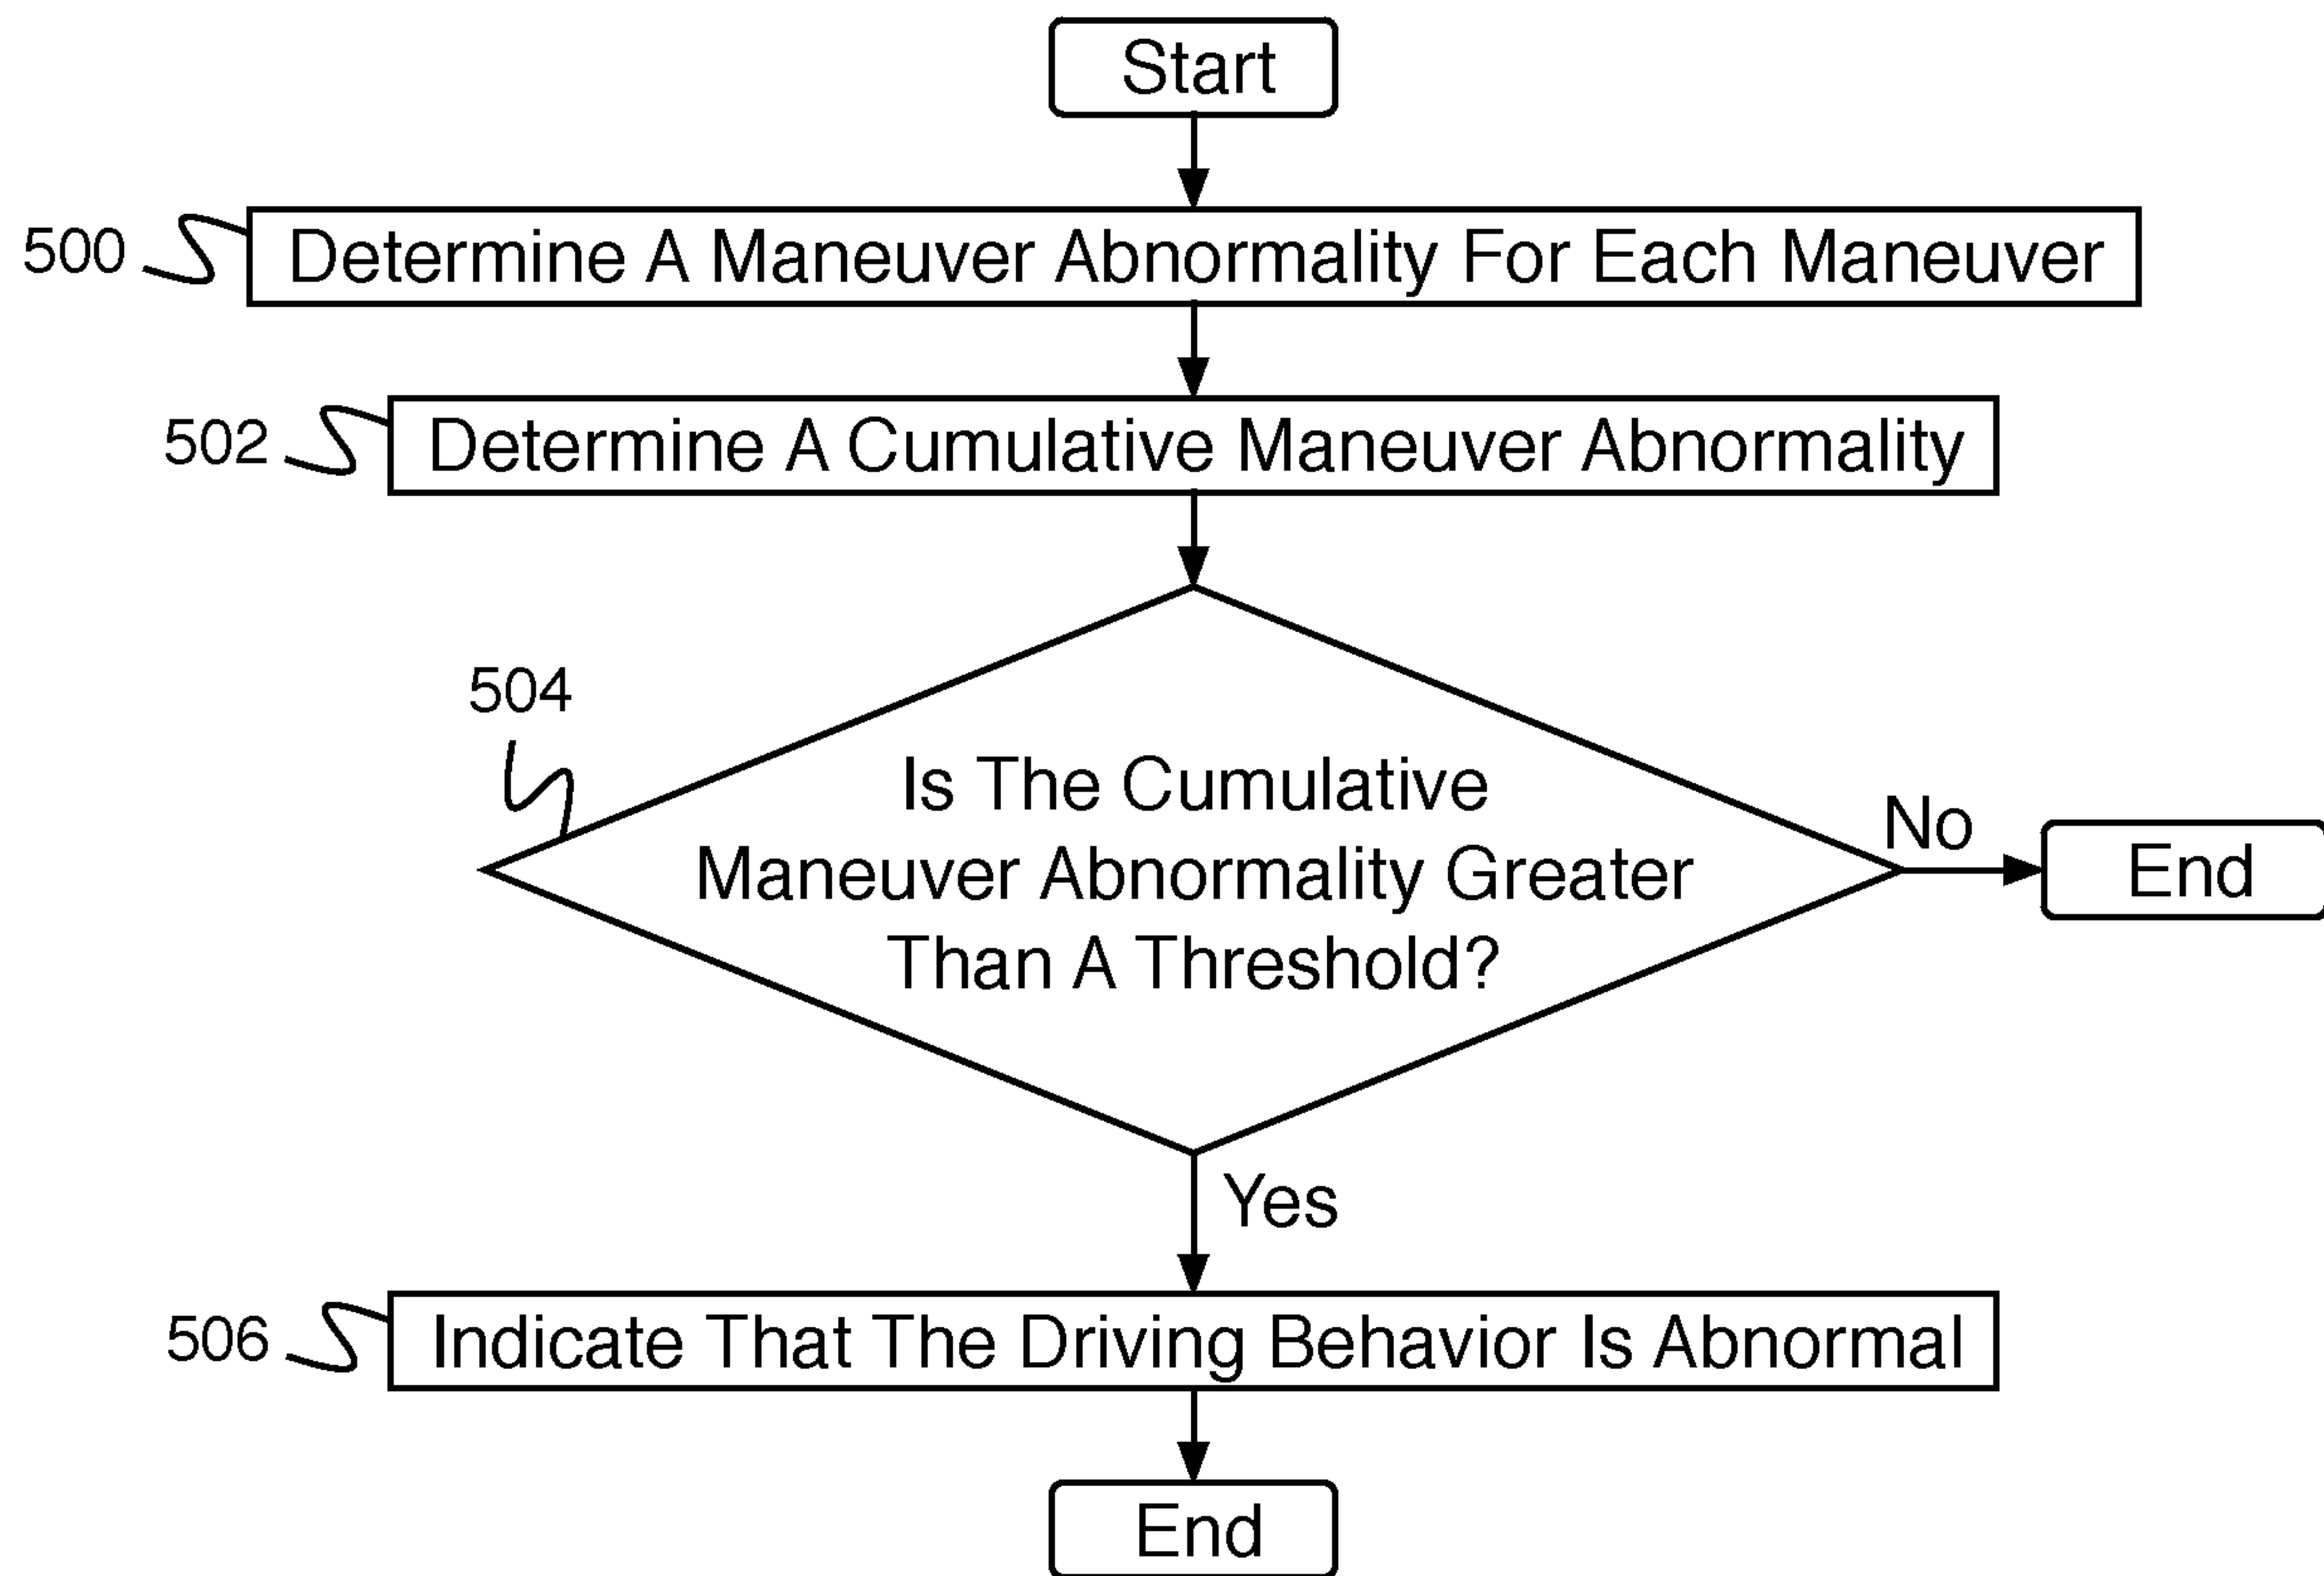 Start
500
Determine A Maneuver Abnormality For Each Maneuver
502
Determine A Cumulative Maneuver Abnormality
504
Is The Cumulative
Maneuver Abnormality Greater
Than A Threshold?
No
End
Yes
506
Indicate That The Driving Behavior Is Abnormal
End